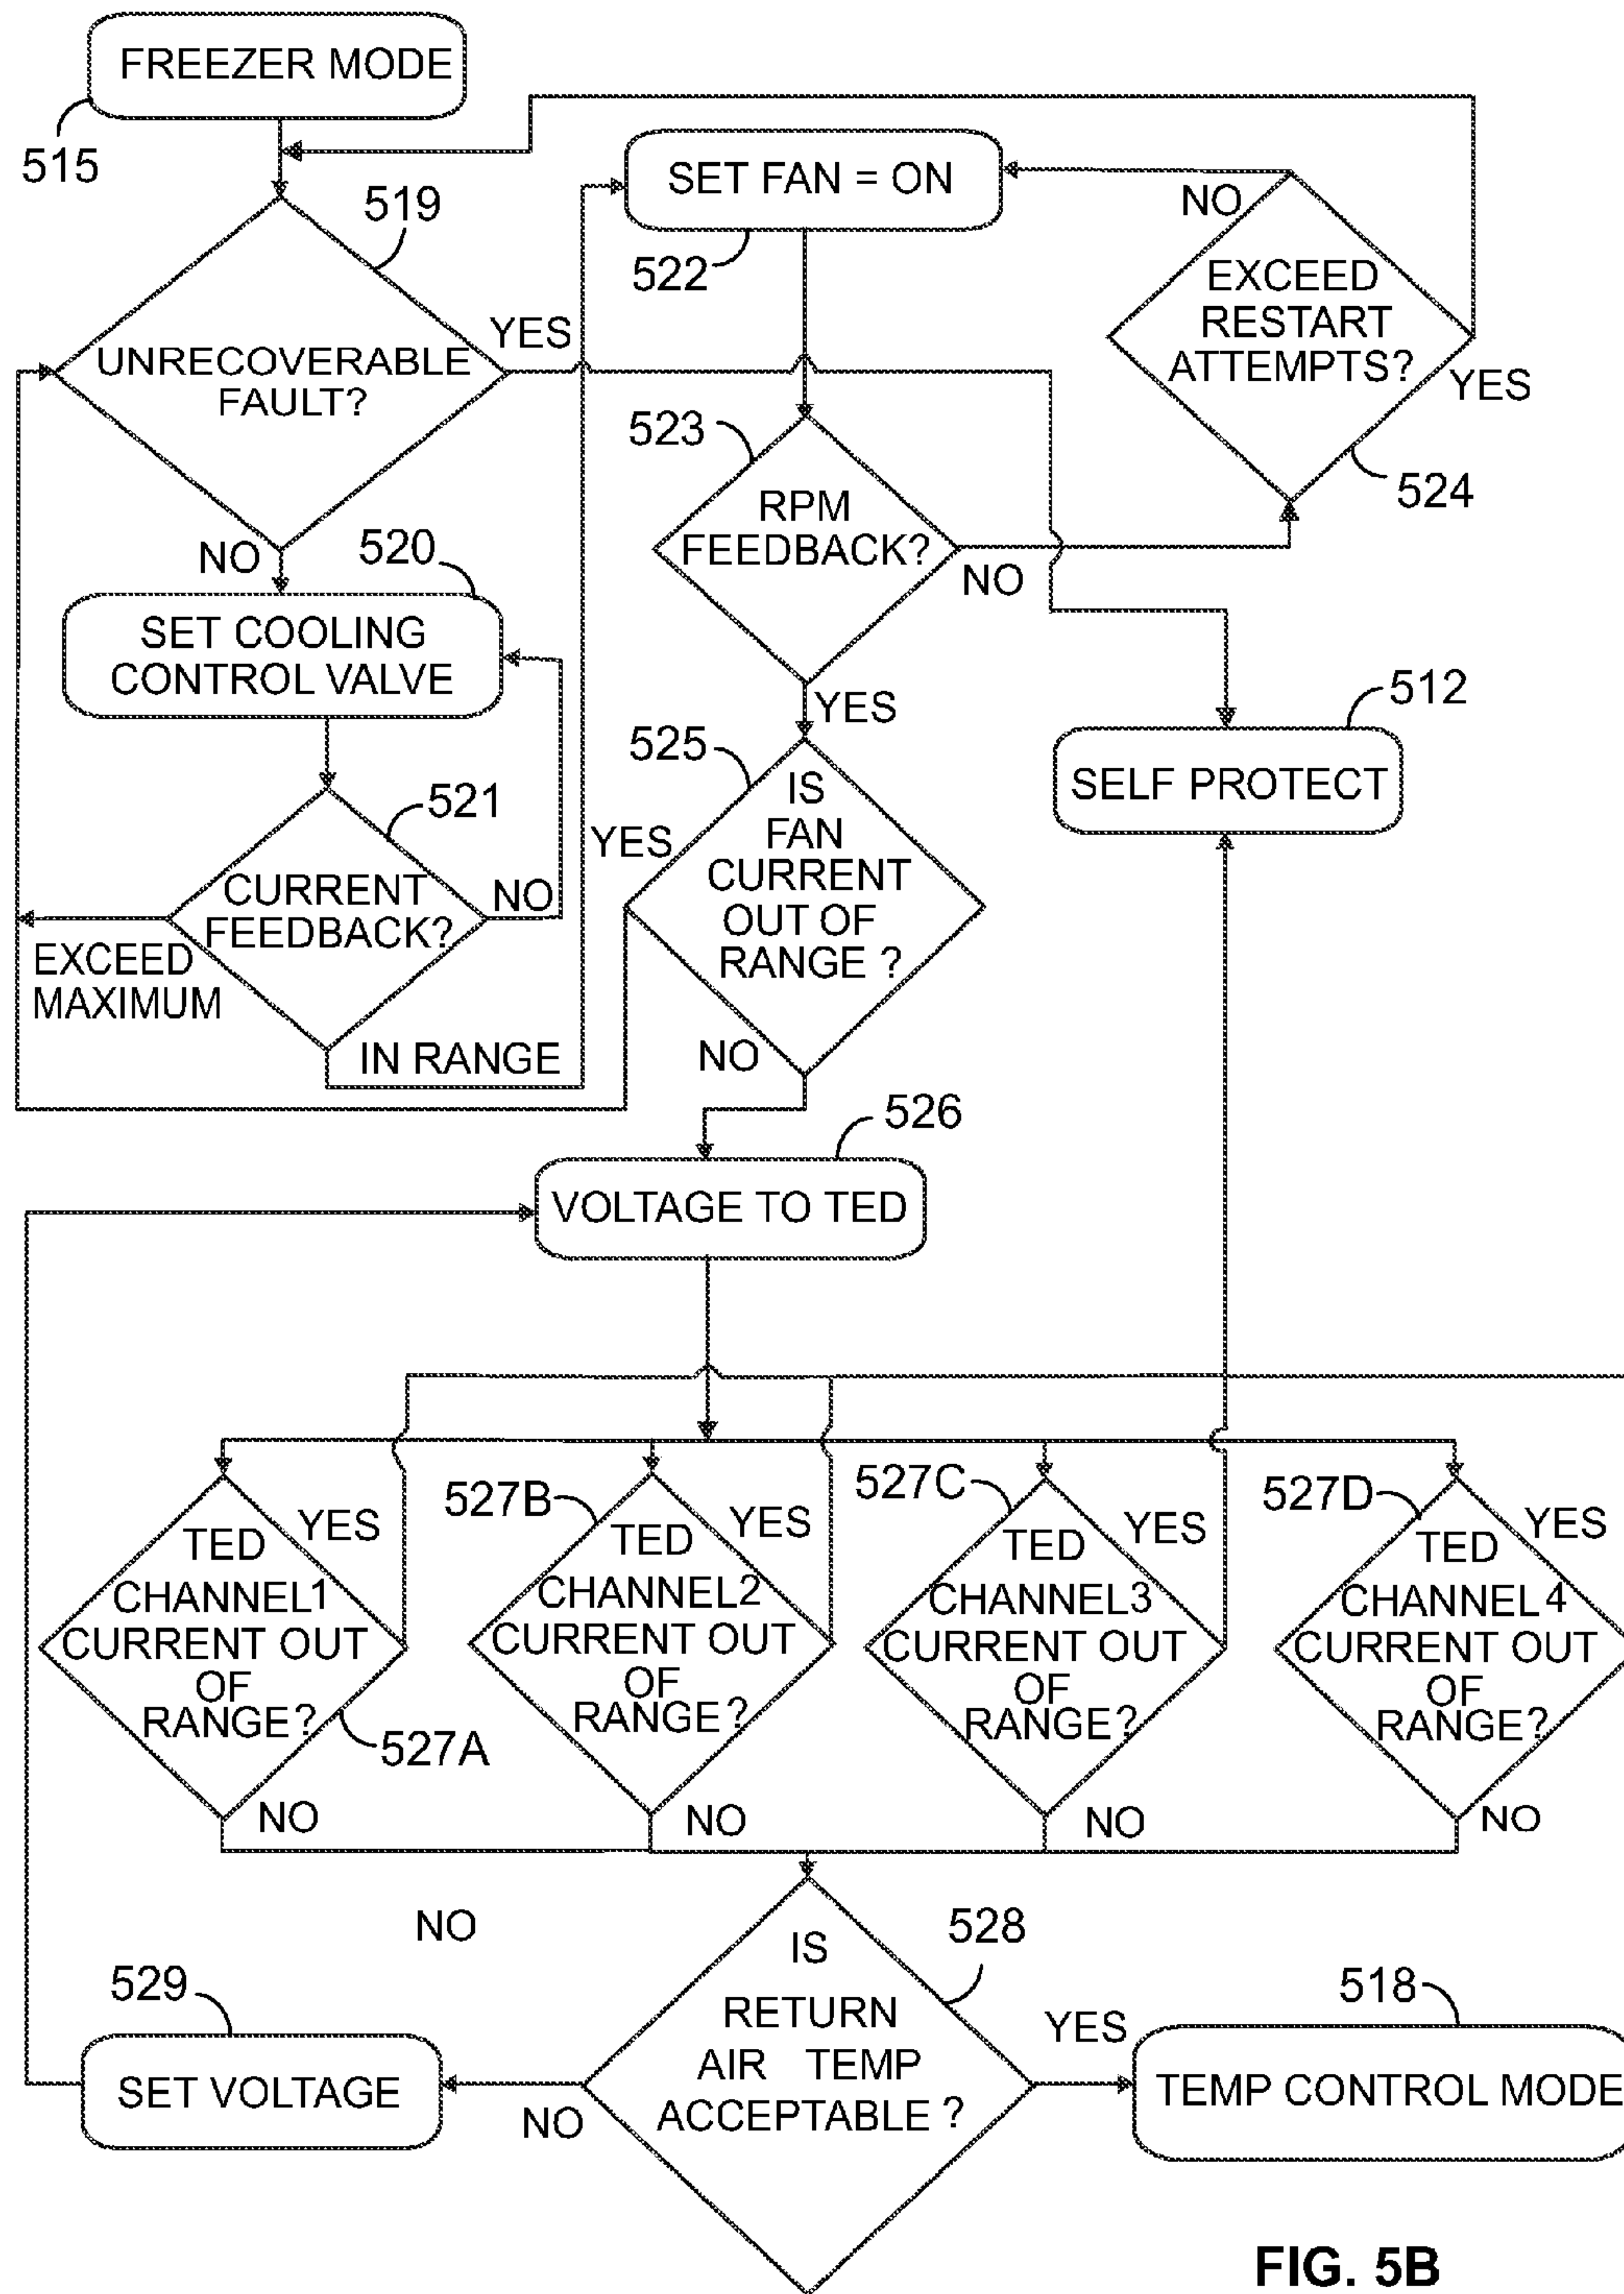 FREEZER MODE
515
519
UNRECOVERABLE
FAULT?
YES
NO
520
SET COOLING
CONTROL VALVE
521
CURRENT
FEEDBACK?
NO
EXCEED
MAXIMUM
IN RANGE
SET FAN = ON
522
523
RPM
FEEDBACK?
NO
YES
NO
EXCEED
RESTART
ATTEMPTS?
YES
524
512
SELF PROTECT
525
IS
FAN
CURRENT
OUT OF
RANGE ?
YES
NO
526
VOLTAGE TO TED
TED
CHANNEL1
CURRENT OUT
OF
RANGE?
YES
527A
NO
527B
TED
CHANNEL2
CURRENT OUT
OF
RANGE?
YES
NO
527C
TED
CHANNEL3
CURRENT OUT
OF
RANGE?
YES
NO
527D
TED
CHANNEL4
CURRENT OUT
OF
RANGE?
YES
NO
NO
528
IS
RETURN
AIR TEMP
ACCEPTABLE ?
529
SET VOLTAGE
NO
YES
518
TEMP CONTROL MODE
FIG. 5B